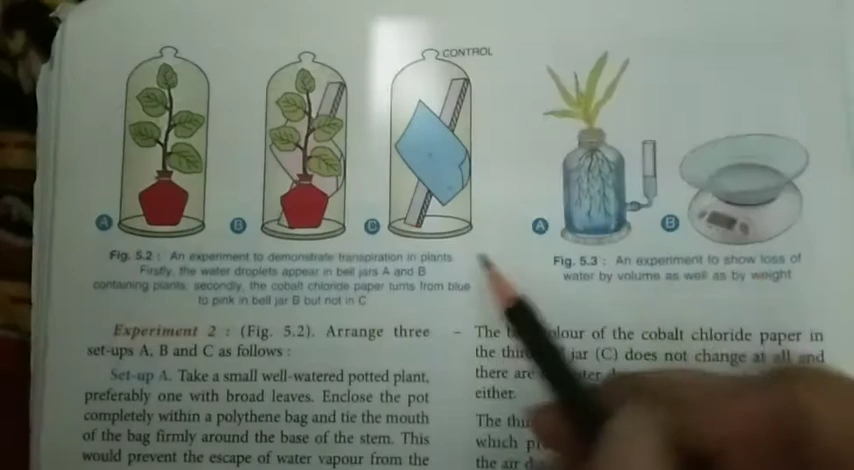 CONTROL
A
B
C
A
B
Fig. 5.2 : An experiment to demonstrate transpiration in plants
Firstly, the water droplets appear in bell jars A and B
containing plants, secondly, the cobalt chloride paper turns from blue
to pink in bell jar B but not in C
Fig. 5.3 : An experiment to show loss of
water by volume as well as by weight
Experiment 2 : (Fig. 5.2). Arrange three
set-ups A, B and C as follows :
Set-up A. Take a small well-watered potted plant,
preferably one with broad leaves. Enclose the pot
completely within a polythene bag and tie the mouth
of the bag firmly around the base of the stem. This
would prevent the escape of water vapour from the
– The colour of the cobalt chloride paper in
the jar (C) does not change at all and
there are
either.
The
which
the air